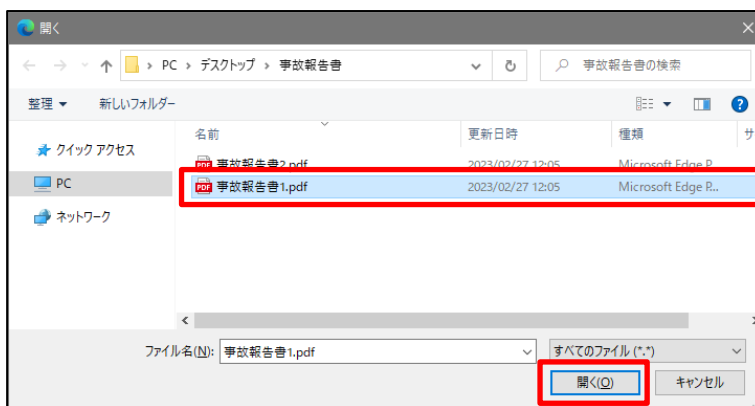 開く
PC › デスクトップ › 事故報告書
事故報告書の検索
整理 新しいフォルダー
名前 更新日時 種類 サ
クイック アクセス
PC
ネットワーク
事故報告書2.pdf 2023/02/27 12:05 Microsoft Edge P...
PDF 事故報告書1.pdf 2023/02/27 12:05 Microsoft Edge P...
ファイル名(N): 事故報告書1.pdf すべてのファイル (*.*)
開く(O) キャンセル